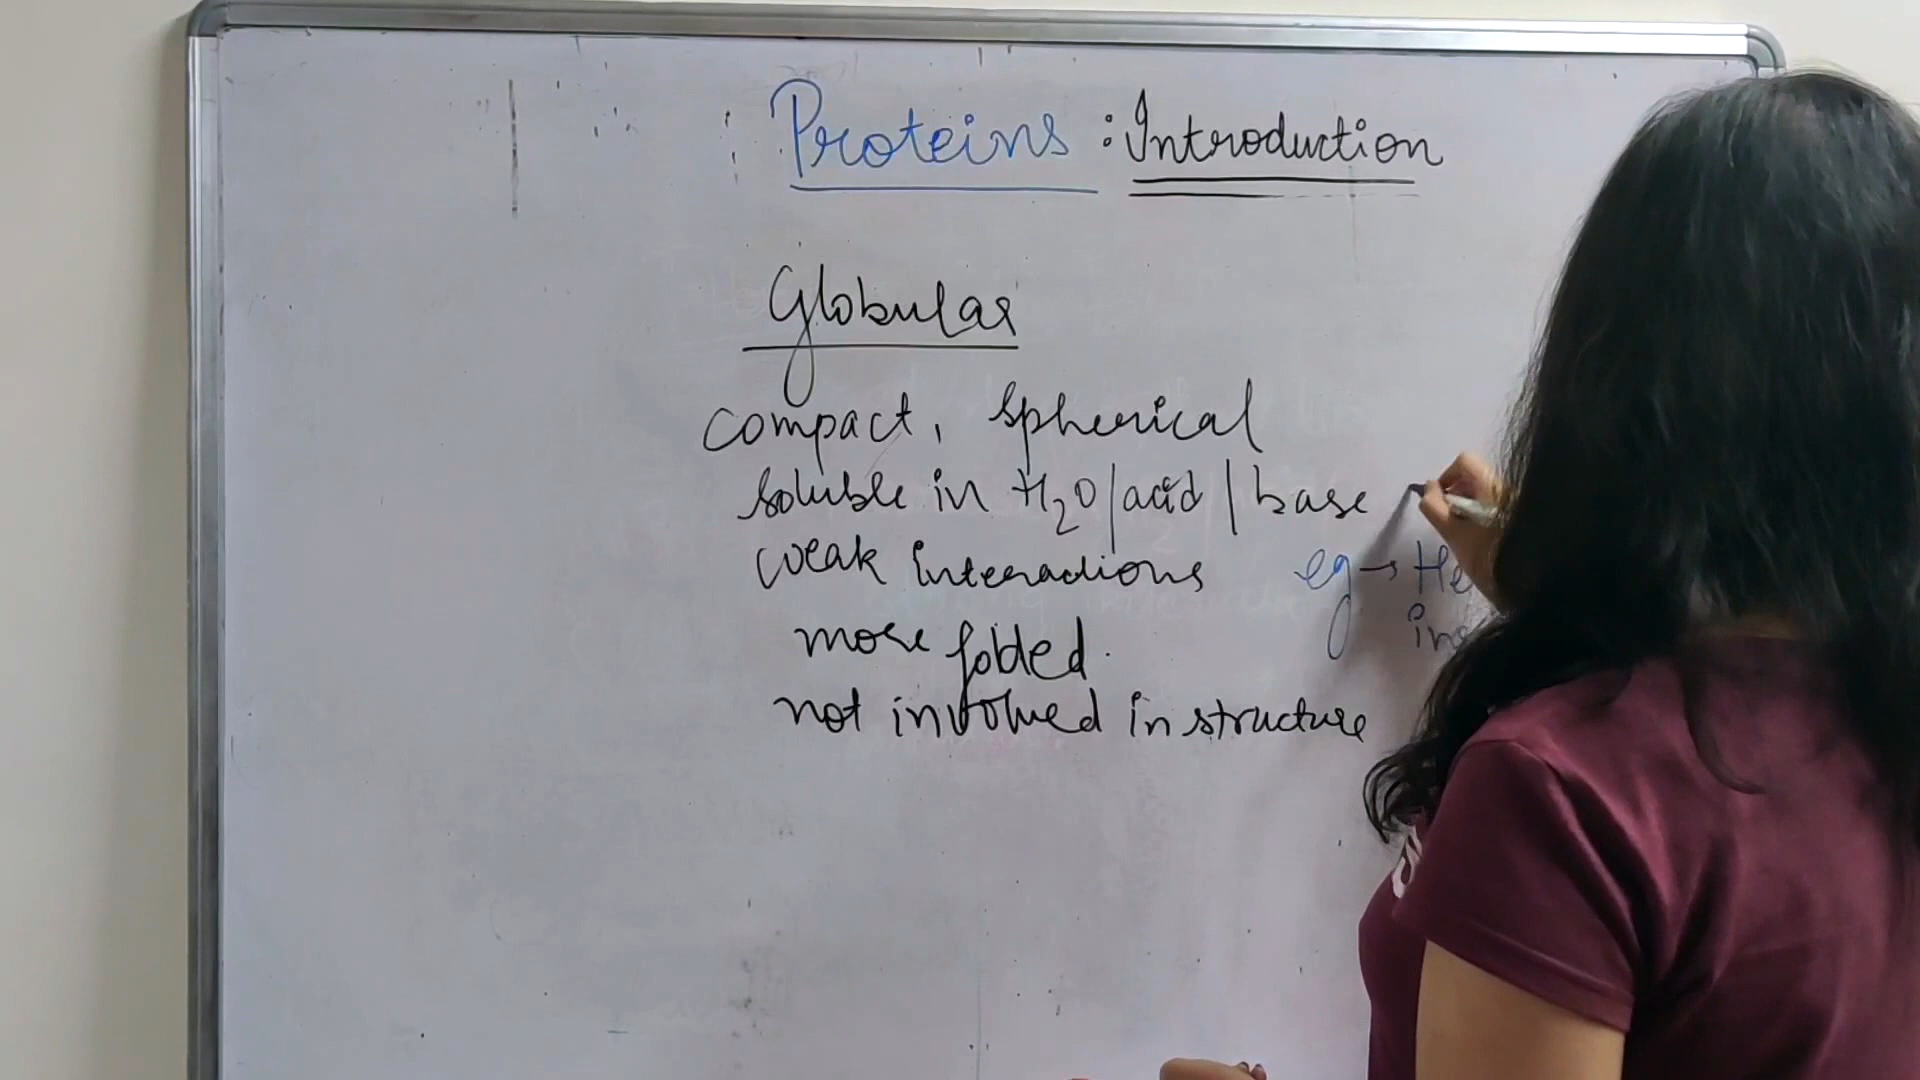 Proteins : Introduction
Globular
compact, spherical
soluble in H₂O | acid | base
weak interactions
eg → He
more folded.
not involved in structure